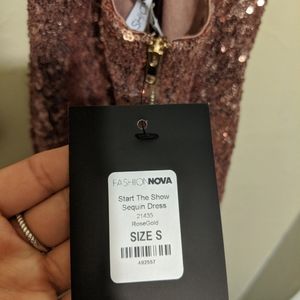 FASHIONNOVA
Start The Show
Sequin Dress
21435
RoseGold
SIZE S